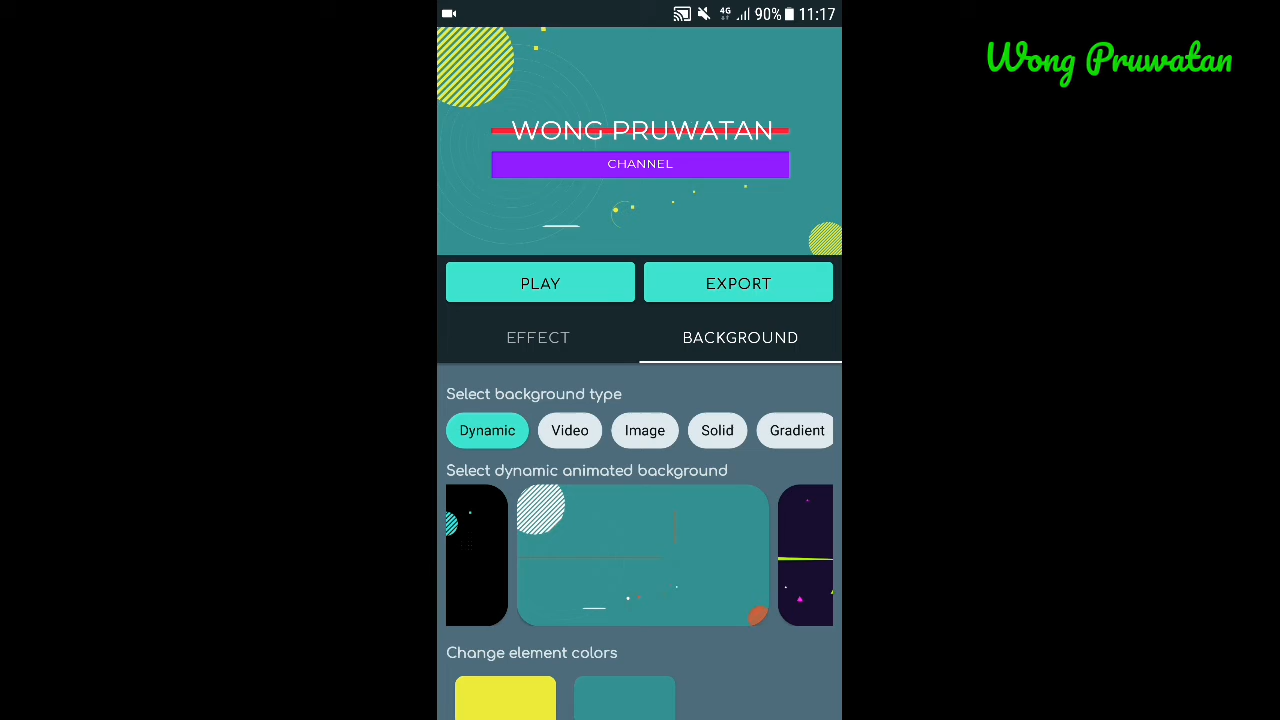 4G 90% 11:17
Wong Pruwatan
WONG PRUWATAN
CHANNEL
PLAY EXPORT
EFFECT BACKGROUND
Select background type
Dynamic Video Image Solid Gradient
Select dynamic animated background
Change element colors